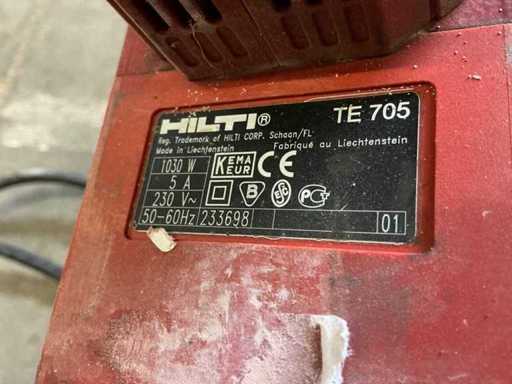 HILTI® TE 705
Reg. Trademark of HILTI CORP. Schaan/FL
Made in Liechtenstein Fabriqué au Liechtenstein
1030 W KEMA CE
5 A KEUR
230 V~
50-60Hz 233698 01